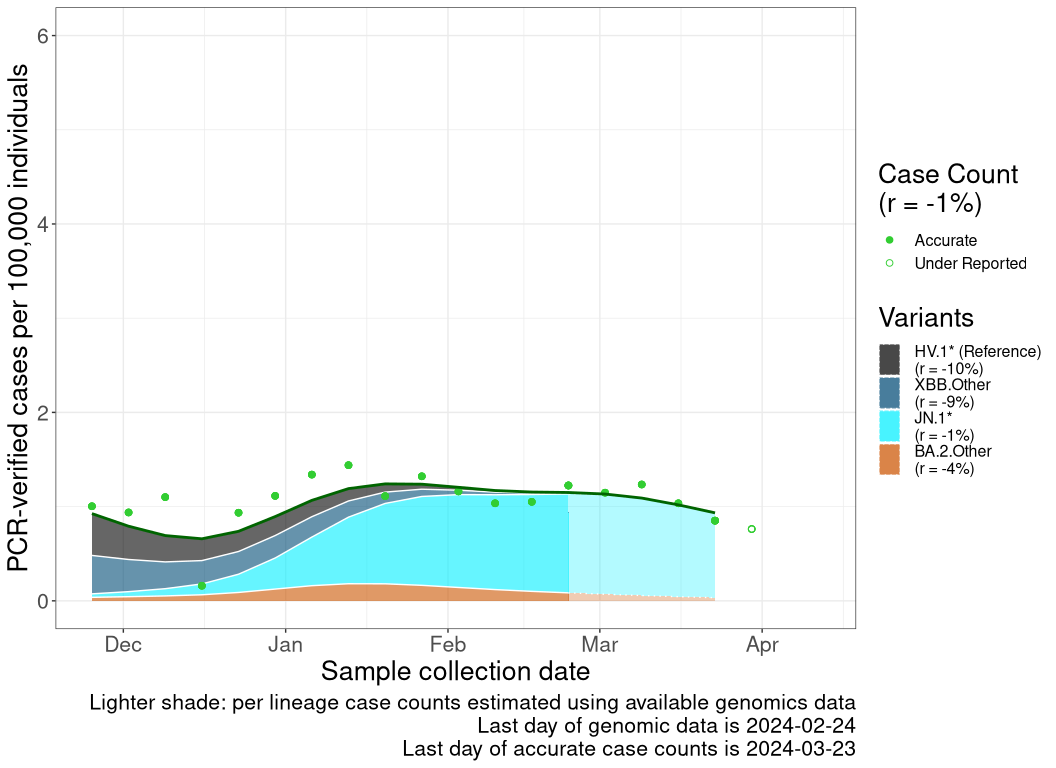 PCR-verified cases per 100,000 individuals
6
4
2
0
Dec Jan Feb Mar Apr
Sample collection date
Lighter shade: per lineage case counts estimated using available genomics data
Last day of genomic data is 2024-02-24
Last day of accurate case counts is 2024-03-23
Case Count
(r = -1%)
Accurate
Under Reported
Variants
HV.1* (Reference)
(r = -10%)
XBB.Other
(r = -9%)
JN.1*
(r = -1%)
BA.2.Other
(r = -4%)